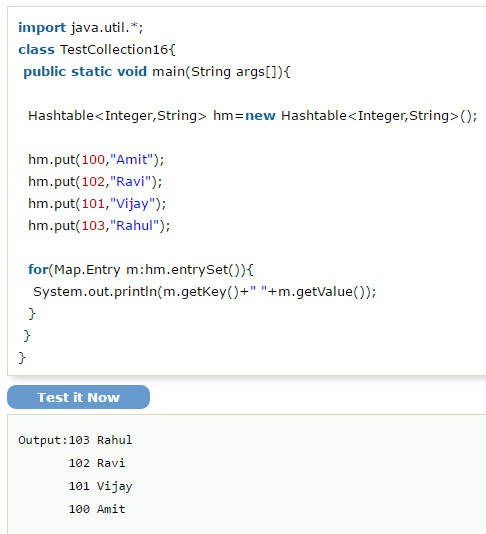 import java.util.*;
class TestCollection16{
public static void main(String args[]){
Hashtable<Integer,String> hm=new Hashtable<Integer,String>();
hm.put(100,"Amit");
hm.put(102,"Ravi");
hm.put(101,"Vijay");
hm.put(103,"Rahul");
for(Map.Entry m:hm.entrySet()){
System.out.println(m.getKey()+" "+m.getValue());
}
}
}
Test it Now
Output:103 Rahul
102 Ravi
101 Vijay
100 Amit